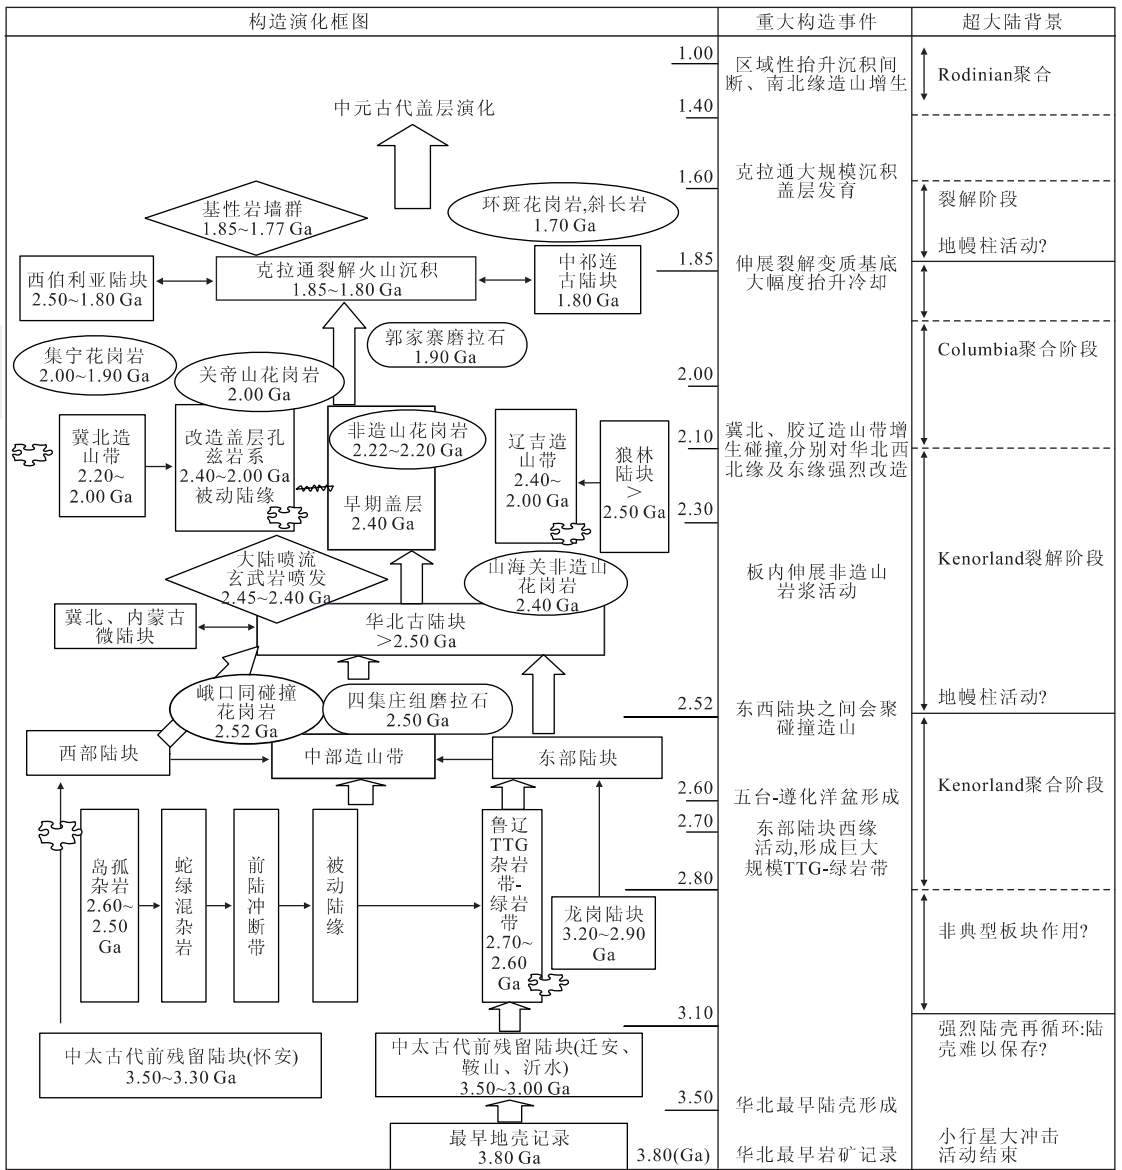 构造演化框图
重大构造事件
超大陆背景
中元古代盖层演化
基性岩墙群
1.85~1.77 Ga
环斑花岗岩,斜长岩
1.70 Ga
西伯利亚陆块
2.50~1.80 Ga
克拉通裂解火山沉积
1.85~1.80 Ga
中祁连
古陆块
1.80 Ga
郭家寨磨拉石
1.90 Ga
集宁花岗岩
2.00~1.90 Ga
关帝山花岗岩
2.00 Ga
冀北造
山带
2.20~
2.00 Ga
改造盖层孔
兹岩系
2.40~2.00 Ga
被动陆缘
非造山花岗岩
2.22~2.20 Ga
早期盖层
2.40 Ga
辽吉造
山带
2.40~
2.00 Ga
狼林
陆块
>
2.50 Ga
大陆喷流
玄武岩喷发
2.45~2.40 Ga
山海关非造山
花岗岩
2.40 Ga
冀北、内蒙古
微陆块
华北古陆块
>2.50 Ga
峨口同碰撞
花岗岩
2.52 Ga
四集庄组磨拉石
2.50 Ga
西部陆块
中部造山带
东部陆块
岛孤
杂岩
2.60~
2.50
Ga
蛇
绿
混
杂
岩
前
陆
冲
断
带
被
动
陆
缘
鲁辽
TTG
杂岩
带-
绿岩
带
2.70~
2.60
Ga
龙岗陆块
3.20~2.90
Ga
中太古代前残留陆块(怀安)
3.50~3.30 Ga
中太古代前残留陆块(迁安、
鞍山、沂水)
3.50~3.00 Ga
最早地壳记录
3.80 Ga
1.00
1.40
1.60
1.85
2.00
2.10
2.30
2.52
2.60
2.70
2.80
3.10
3.50
3.80(Ga)
区域性抬升沉积间
断、南北缘造山增生
克拉通大规模沉积
盖层发育
伸展裂解变质基底
大幅度抬升冷却
冀北、胶辽造山带增
生碰撞,分别对华北西
北缘及东缘强烈改造
板内伸展非造山
岩浆活动
东西陆块之间会聚
碰撞造山
五台-遵化洋盆形成
东部陆块西缘
活动,形成巨大
规模TTG-绿岩带
华北最早陆壳形成
华北最早岩矿记录
Rodinian聚合
裂解阶段
地幔柱活动?
Columbia聚合阶段
Kenorland裂解阶段
地幔柱活动?
Kenorland聚合阶段
非典型板块作用?
强烈陆壳再循环:陆
壳难以保存?
小行星大冲击
活动结束